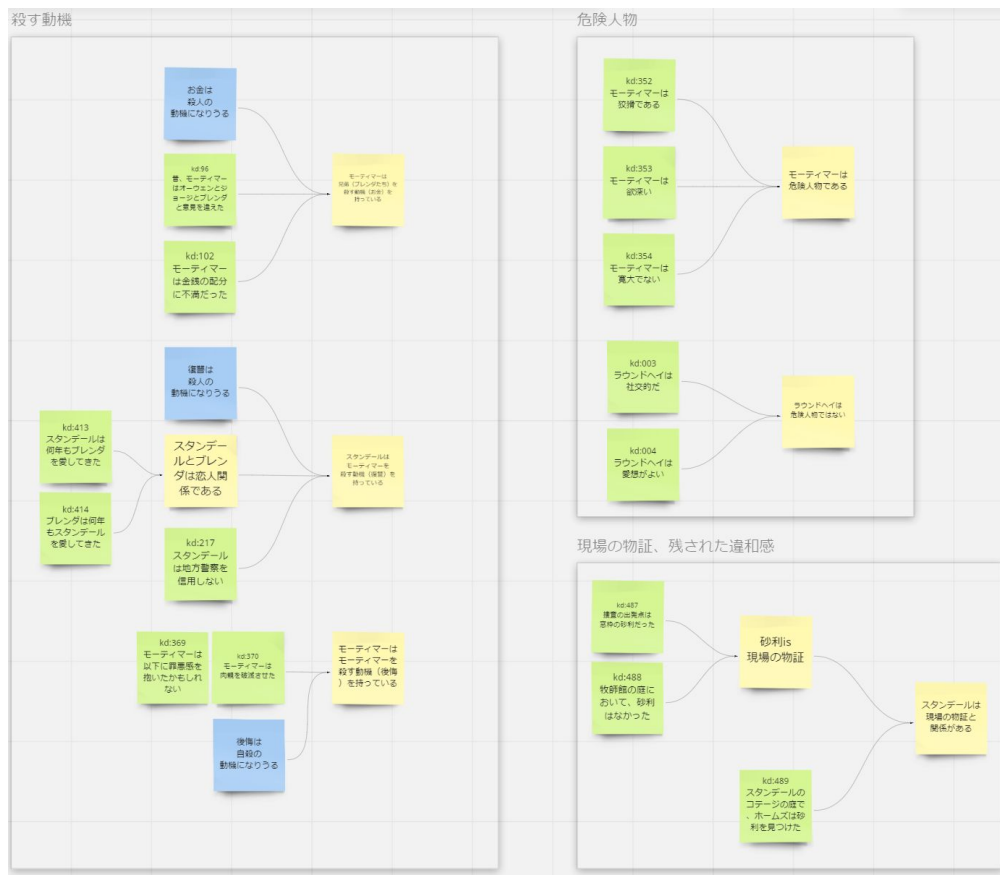 殺す動機
お金は
殺人の
動機になりうる
kd:96
昔、モーティマー
はオーウェンとジ
ョージとブレンダ
と意見を違えた
kd:102
モーティマー
は金銭の配分
に不満だった
モーティマーは
兄弟（ブレンダたち）を
殺す動機（お金）を
持っている
復讐は
殺人の
動機になりうる
kd:413
スタンデールは
何年もブレンダ
を愛してきた
kd:414
ブレンダは何年
もスタンデール
を愛してきた
スタンデー
ルとブレン
ダは恋人関
係である
kd:217
スタンデール
は地方警察を
信用しない
スタンデールは
モーティマーを
殺す動機（復讐）を
持っている
kd:369
モーティマーは
以下に罪悪感を
抱いたかもしれ
ない
kd:370
モーティマーは
肉親を破滅させた
後悔は
自殺の
動機になりうる
モーティマーは
モーティマーを
殺す動機（後悔
）を持っている
危険人物
kd:352
モーティマーは
狡猾である
kd:353
モーティマーは
欲深い
kd:354
モーティマーは
寛大でない
モーティマーは
危険人物である
kd:003
ラウンドヘイは
社交的だ
kd:004
ラウンドヘイは
愛想がよい
ラウンドヘイは
危険人物ではない
現場の物証、残された違和感
kd:487
捜査の出発点は
窓枠の砂利だった
kd:488
牧師館の庭に
おいて、砂利
はなかった
砂利is
現場の物証
kd:489
スタンデールの
コテージの庭で
、ホームズは砂
利を見つけた
スタンデールは
現場の物証と
関係がある